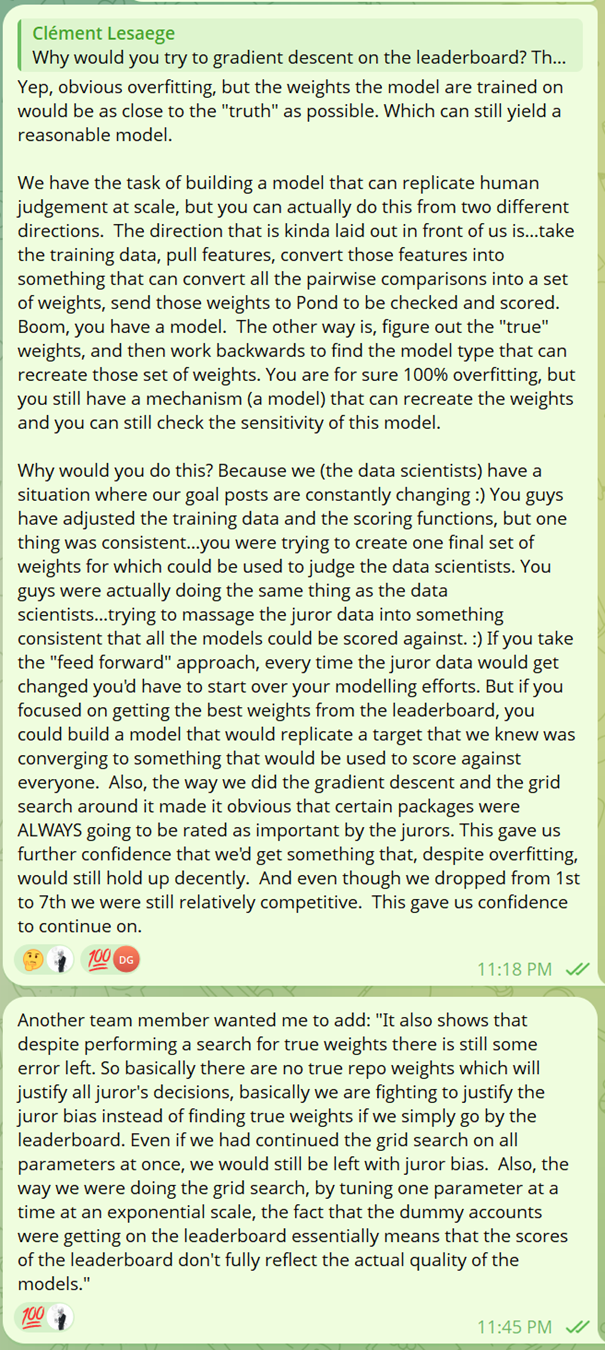 Clément Lesaege
Why would you try to gradient descent on the leaderboard? Th...
Yep, obvious overfitting, but the weights the model are trained on
would be as close to the "truth" as possible. Which can still yield a
reasonable model.
We have the task of building a model that can replicate human
judgement at scale, but you can actually do this from two different
directions.  The direction that is kinda laid out in front of us is...take
the training data, pull features, convert those features into
something that can convert all the pairwise comparisons into a set
of weights, send those weights to Pond to be checked and scored.
Boom, you have a model.  The other way is, figure out the "true"
weights, and then work backwards to find the model type that can
recreate those set of weights. You are for sure 100% overfitting, but
you still have a mechanism (a model) that can recreate the weights
and you can still check the sensitivity of this model.
Why would you do this? Because we (the data scientists) have a
situation where our goal posts are constantly changing :) You guys
have adjusted the training data and the scoring functions, but one
thing was consistent...you were trying to create one final set of
weights for which could be used to judge the data scientists. You
guys were actually doing the same thing as the data
scientists...trying to massage the juror data into something
consistent that all the models could be scored against. :) If you take
the "feed forward" approach, every time the juror data would get
changed you'd have to start over your modelling efforts. But if you
focused on getting the best weights from the leaderboard, you
could build a model that would replicate a target that we knew was
converging to something that would be used to score against
everyone.  Also, the way we did the gradient descent and the grid
search around it made it obvious that certain packages were
ALWAYS going to be rated as important by the jurors. This gave us
further confidence that we'd get something that, despite overfitting,
would still hold up decently.  And even though we dropped from 1st
to 7th we were still relatively competitive.  This gave us confidence
to continue on.
100 DG
11:18 PM
Another team member wanted me to add: "It also shows that
despite performing a search for true weights there is still some
error left. So basically there are no true repo weights which will
justify all juror's decisions, basically we are fighting to justify the
juror bias instead of finding true weights if we simply go by the
leaderboard. Even if we had continued the grid search on all
parameters at once, we would still be left with juror bias.  Also, the
way we were doing the grid search, by tuning one parameter at a
time at an exponential scale, the fact that the dummy accounts
were getting on the leaderboard essentially means that the scores
of the leaderboard don't fully reflect the actual quality of the
models."
100
11:45 PM